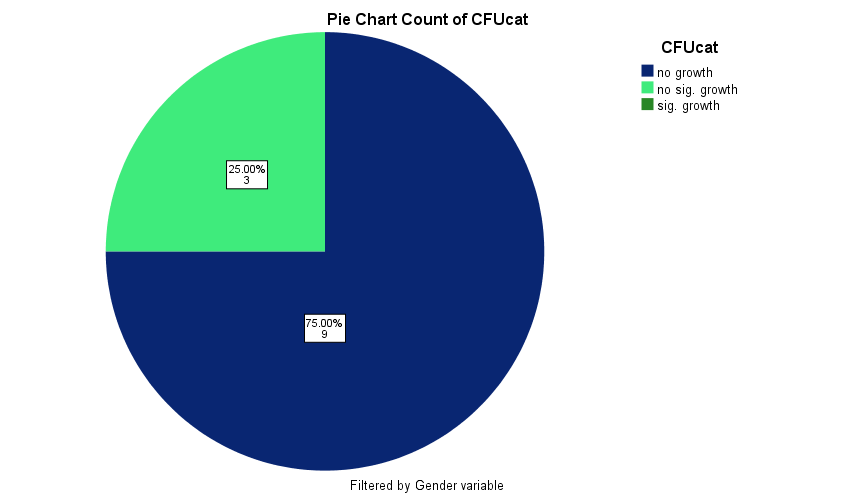 Pie Chart Count of CFUcat
CFUcat
no growth
no sig. growth
sig. growth
25.00%
3
75.00%
9
Filtered by Gender variable